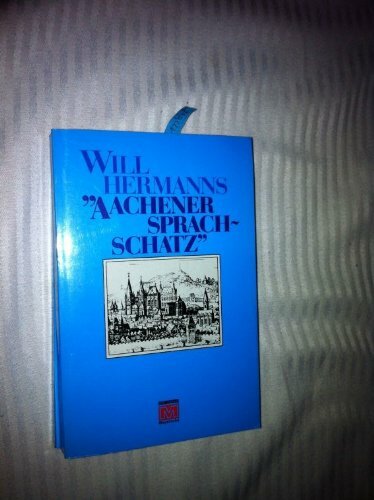 WILL
HERMANNS
"AACHENER
SPRACH-
SCHATZ"
M